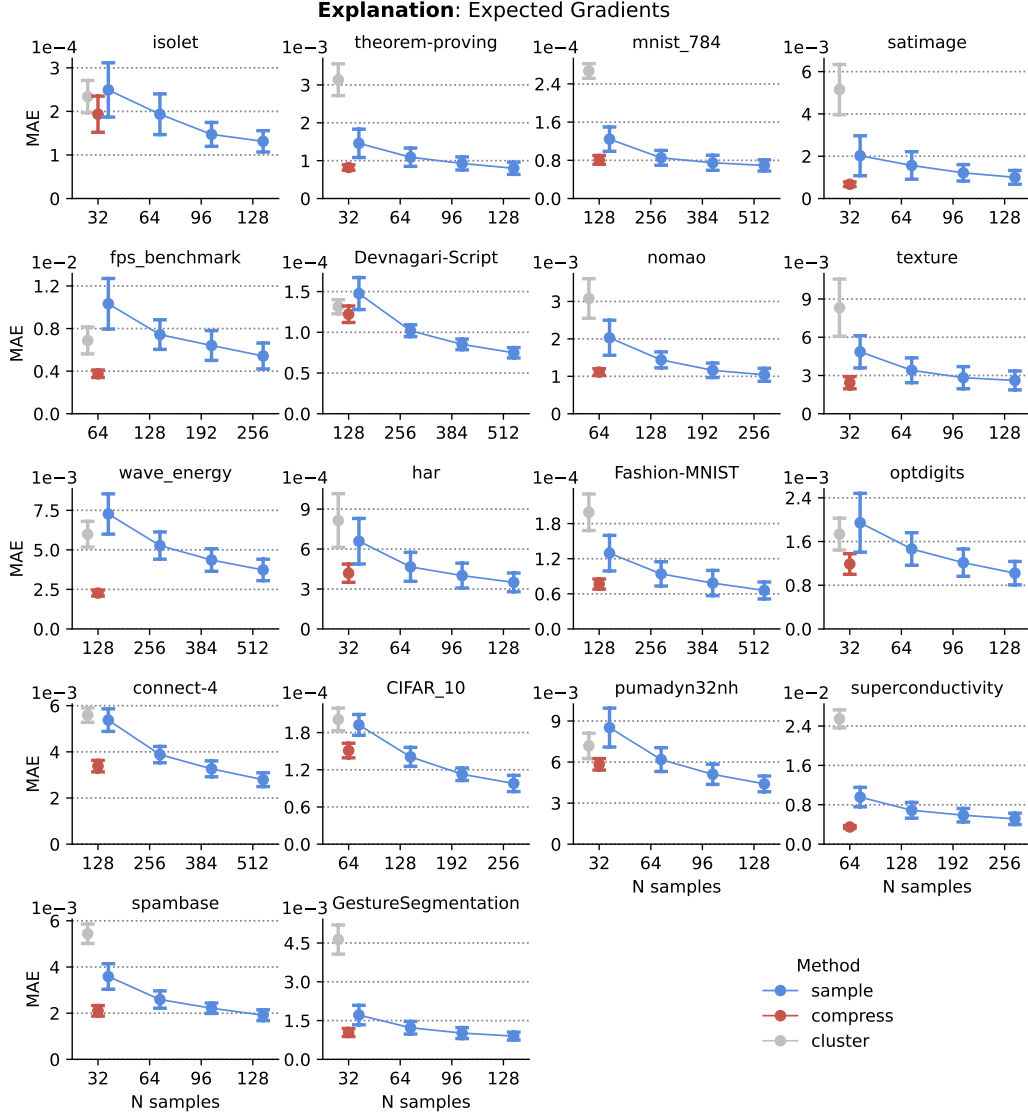 Explanation: Expected Gradients
isolet
1e−4
MAE
3
2
1
0
32 64 96 128
theorem-proving
1e−3
3
2
1
0
32 64 96 128
mnist_784
1e−4
2.4
1.6
0.8
0.0
128 256 384 512
satimage
1e−3
6
4
2
0
32 64 96 128
fps_benchmark
1e−2
MAE
1.2
0.8
0.4
0.0
64 128 192 256
Devnagari-Script
1e−4
1.5
1.0
0.5
0.0
128 256 384 512
nomao
1e−3
3
2
1
0
64 128 192 256
texture
1e−3
9
6
3
0
32 64 96 128
wave_energy
1e−3
MAE
7.5
5.0
2.5
0.0
128 256 384 512
har
1e−4
9
6
3
0
32 64 96 128
Fashion-MNIST
1e−4
1.8
1.2
0.6
0.0
128 256 384 512
optdigits
1e−3
2.4
1.6
0.8
0.0
32 64 96 128
connect-4
1e−3
MAE
6
4
2
0
128 256 384 512
CIFAR_10
1e−4
1.8
1.2
0.6
0.0
64 128 192 256
pumadyn32nh
1e−3
9
6
3
0
32 64 96 128
N samples
superconductivity
1e−2
2.4
1.6
0.8
0.0
64 128 192 256
N samples
spambase
1e−3
MAE
6
4
2
0
32 64 96 128
N samples
GestureSegmentation
1e−3
4.5
3.0
1.5
0.0
32 64 96 128
N samples
Method
sample
compress
cluster